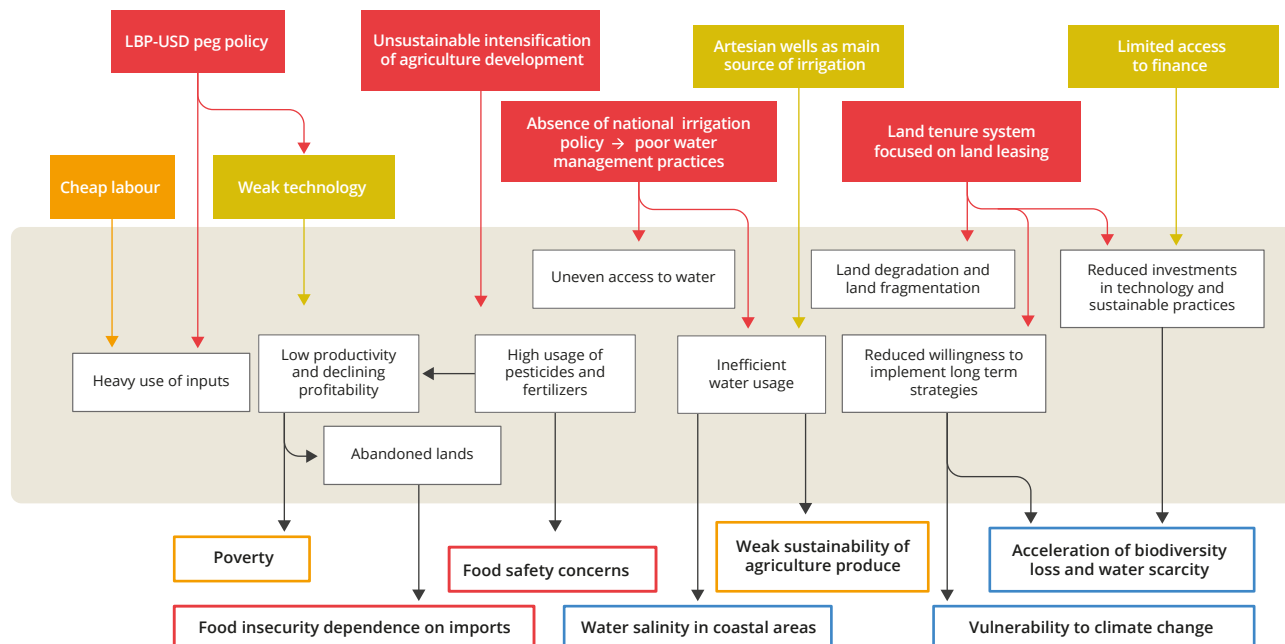 LBP-USD peg policy
Unsustainable intensification
of agriculture development
Artesian wells as main
source of irrigation
Limited access
to finance
Absence of national irrigation
policy → poor water
management practices
Land tenure system
focused on land leasing
Cheap labour
Weak technology
Uneven access to water
Land degradation and
land fragmentation
Reduced investments
in technology and
sustainable practices
Heavy use of inputs
Low productivity
and declining
profitability
High usage of
pesticides and
fertilizers
Inefficient
water usage
Reduced willingness to
implement long term
strategies
Abandoned lands
Poverty
Food safety concerns
Weak sustainability of
agriculture produce
Acceleration of biodiversity
loss and water scarcity
Food insecurity dependence on imports
Water salinity in coastal areas
Vulnerability to climate change